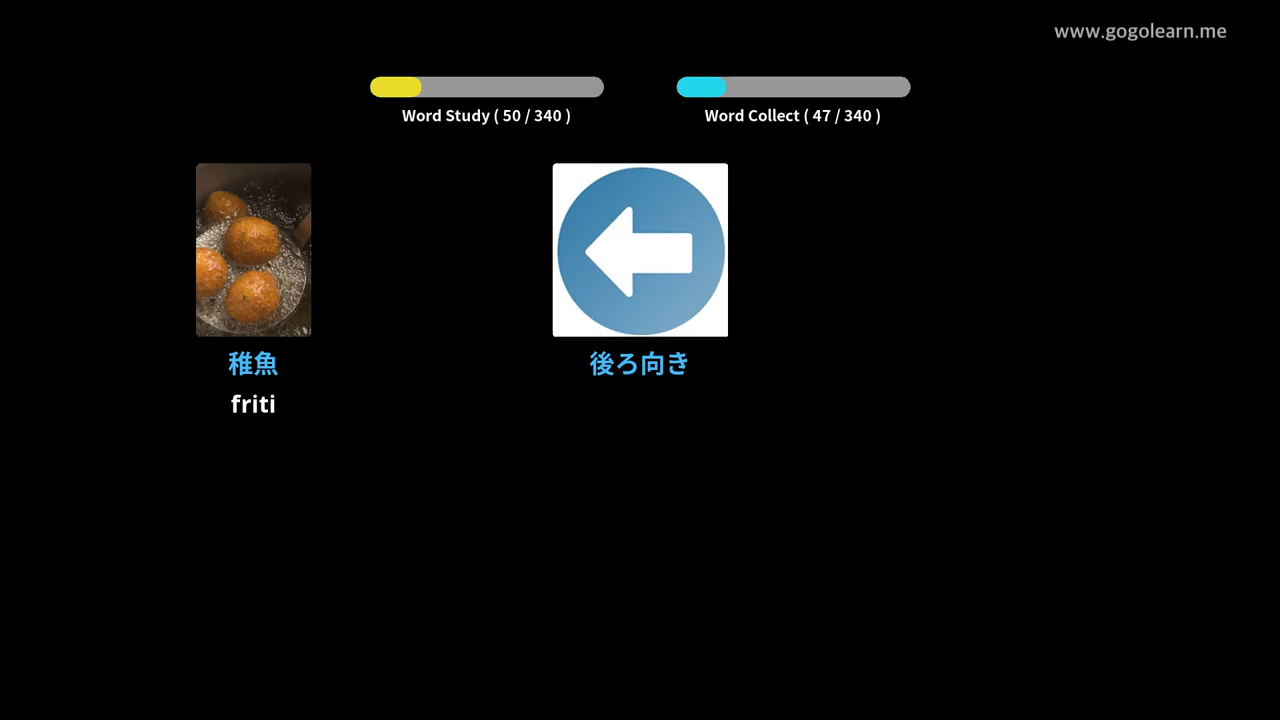 www.gogolearn.me
Word Study ( 50 / 340 )
Word Collect ( 47 / 340 )
稚魚
friti
後ろ向き